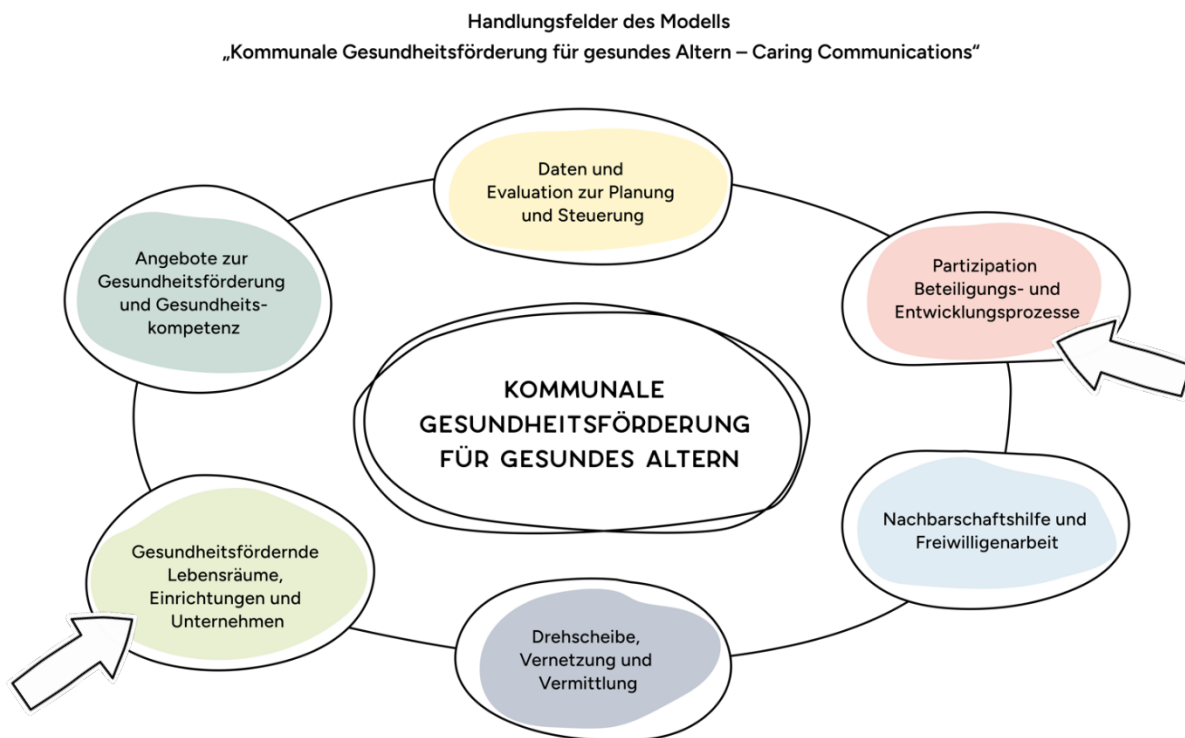 Handlungsfelder des Modells
„Kommunale Gesundheitsförderung für gesundes Altern – Caring Communications“
Daten und
Evaluation zur Planung
und Steuerung
Angebote zur
Gesundheitsförderung
und Gesundheits-
kompetenz
Partizipation
Beteiligungs- und
Entwicklungsprozesse
KOMMUNALE
GESUNDHEITSFÖRDERUNG
FÜR GESUNDES ALTERN
Nachbarschaftshilfe und
Freiwilligenarbeit
Gesundheitsfördernde
Lebensräume,
Einrichtungen und
Unternehmen
Drehscheibe,
Vernetzung und
Vermittlung